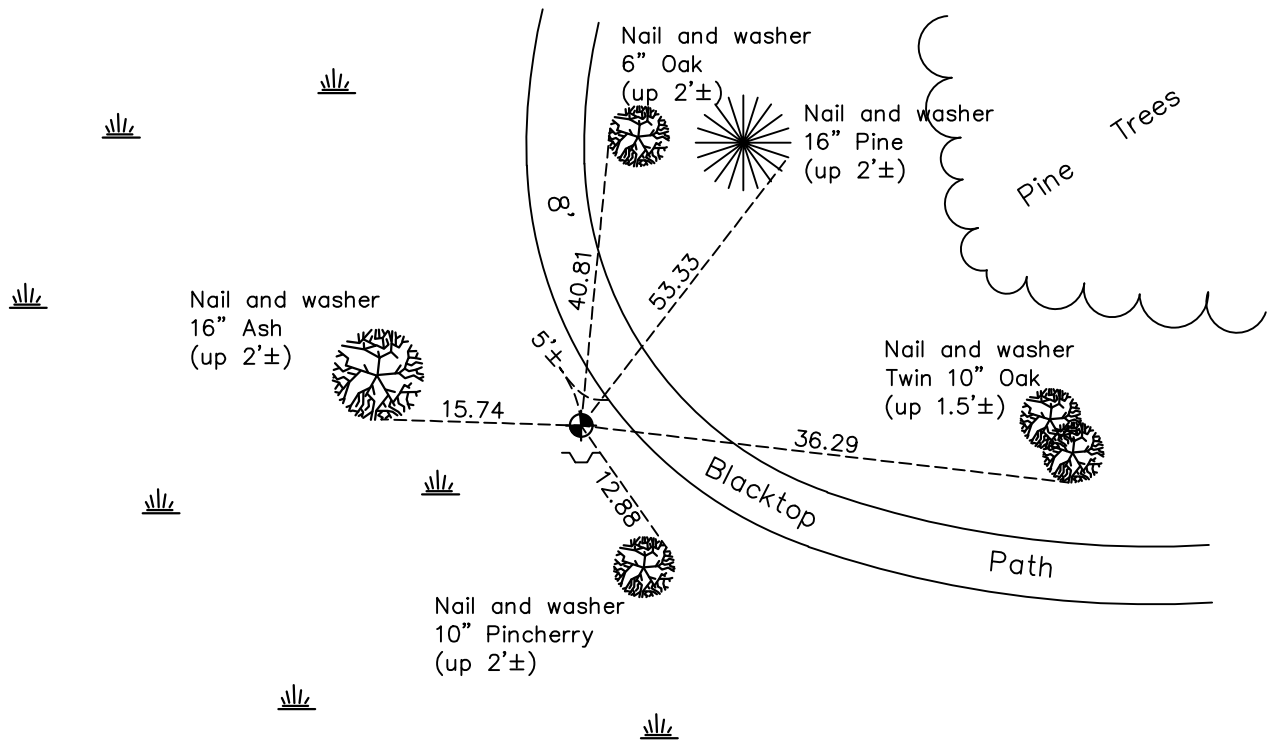 Nail and washer
6” Oak
(up 2’±)
Nail and washer
16” Pine
(up 2’±)
Pine Trees
8’
40.81
53.33
Nail and washer
16” Ash
(up 2’±)
5’±
Nail and washer
Twin 10” Oak
(up 1.5’±)
15.74
36.29
12.88
Blacktop Path
Nail and washer
10” Pincherry
(up 2’±)